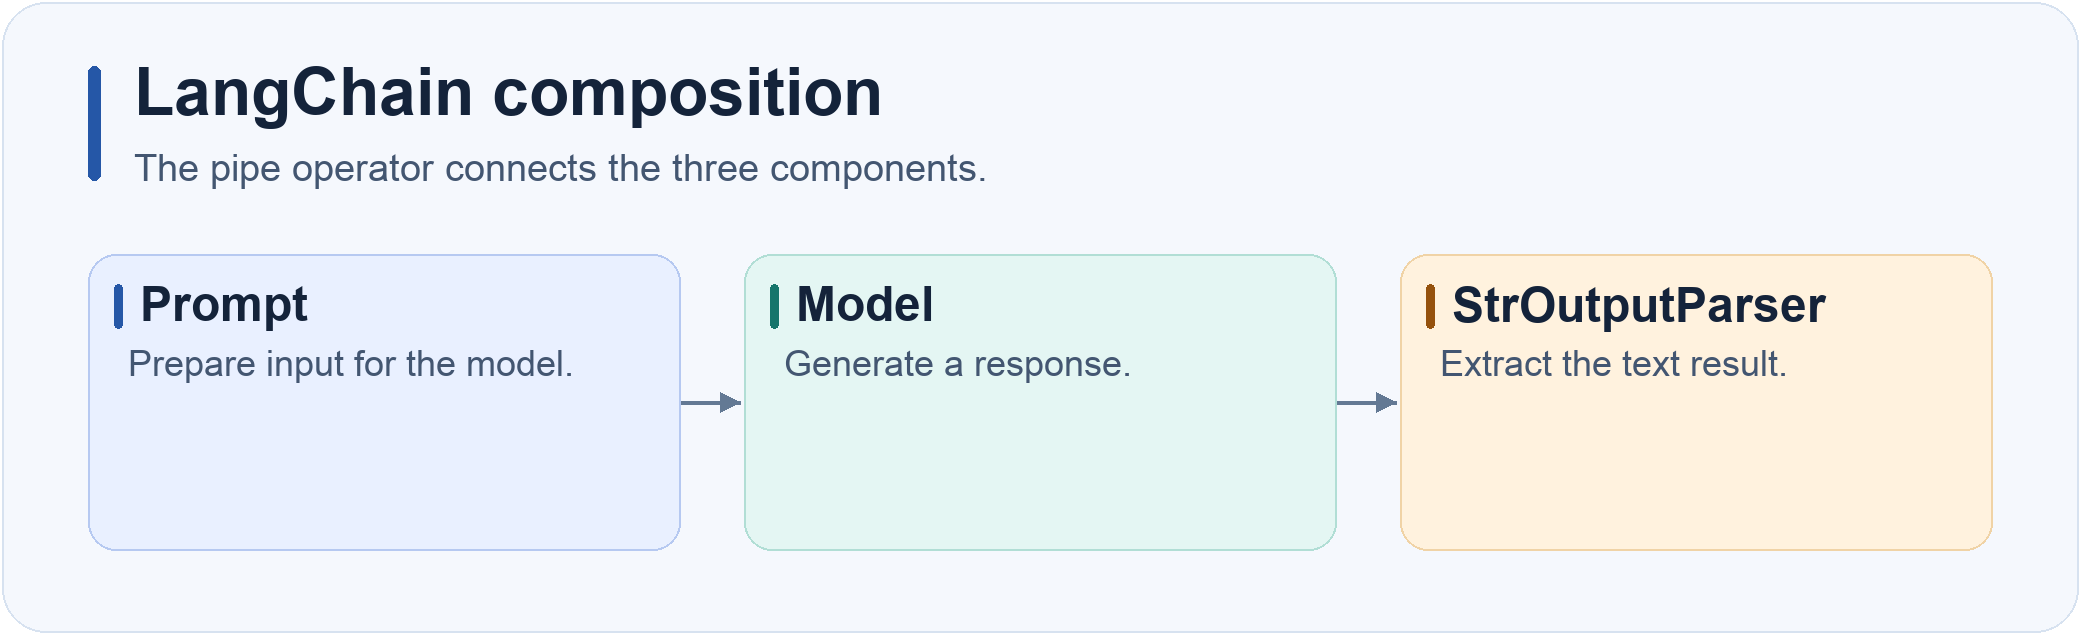 LangChain composition
The pipe operator connects the three components.
Prompt
Prepare input for the model.
Model
Generate a response.
StrOutputParser
Extract the text result.